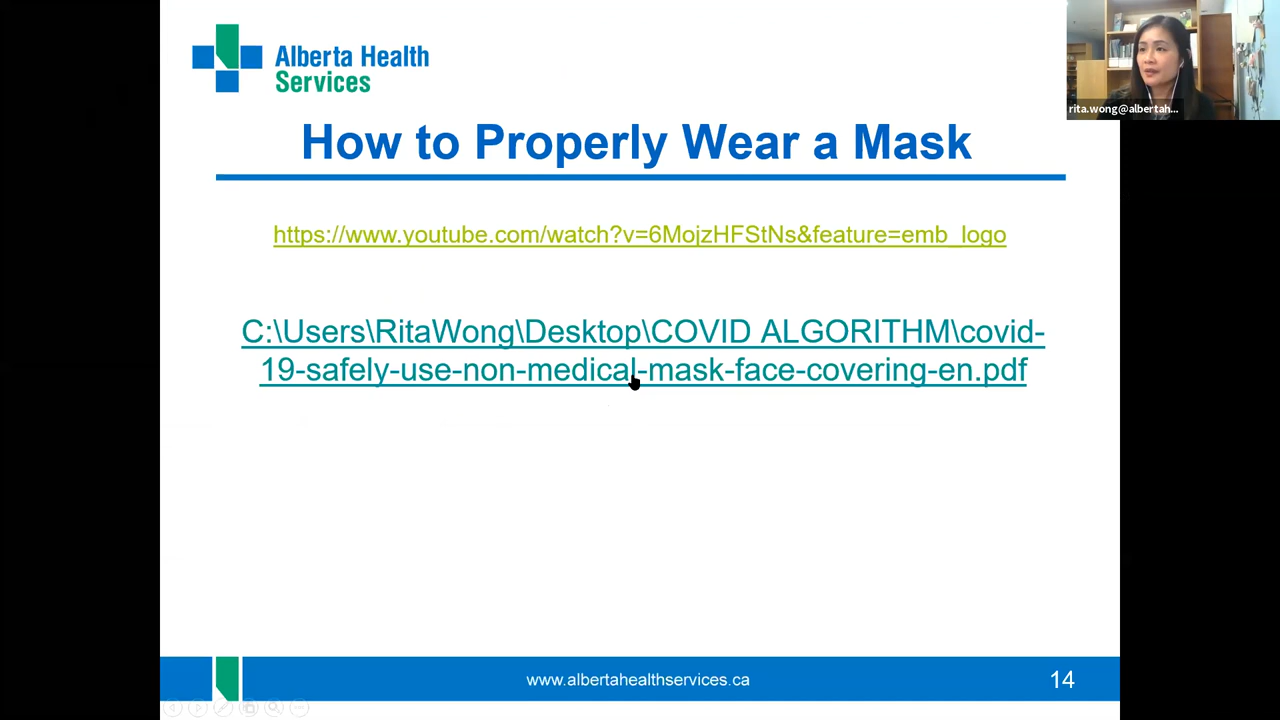 Alberta Health
Services
rita.wong@albertah...
How to Properly Wear a Mask
https://www.youtube.com/watch?v=6MojzHFStNs&feature=emb_logo
C:\Users\RitaWong\Desktop\COVID ALGORITHM\covid-
19-safely-use-non-medical-mask-face-covering-en.pdf
www.albertahealthservices.ca
14